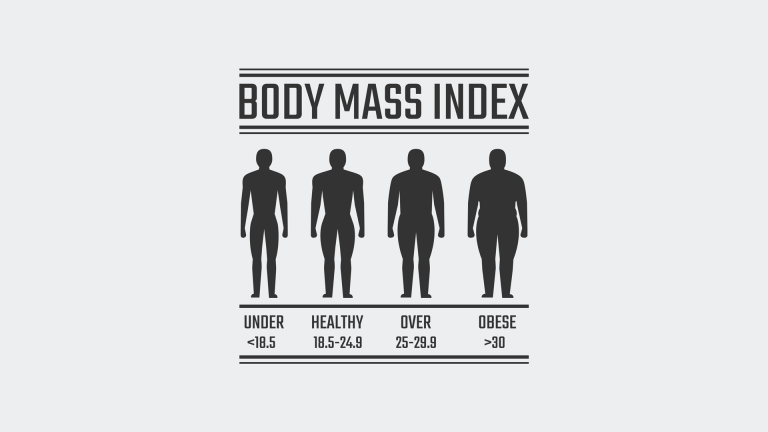 BODY MASS INDEX
UNDER HEALTHY OVER OBESE
<18.5 18.5-24.9 25-29.9 >30